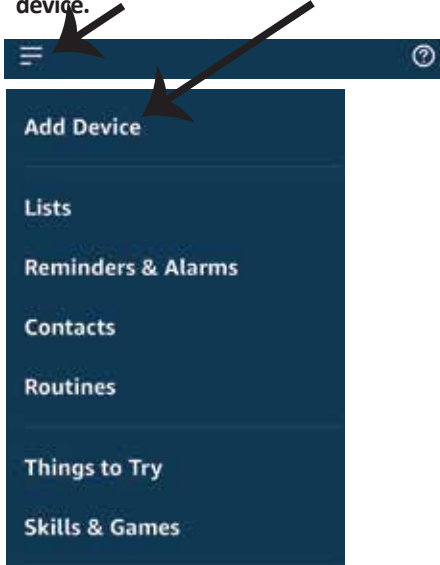 device.
Add Device
Lists
Reminders & Alarms
Contacts
Routines
Things to Try
Skills & Games